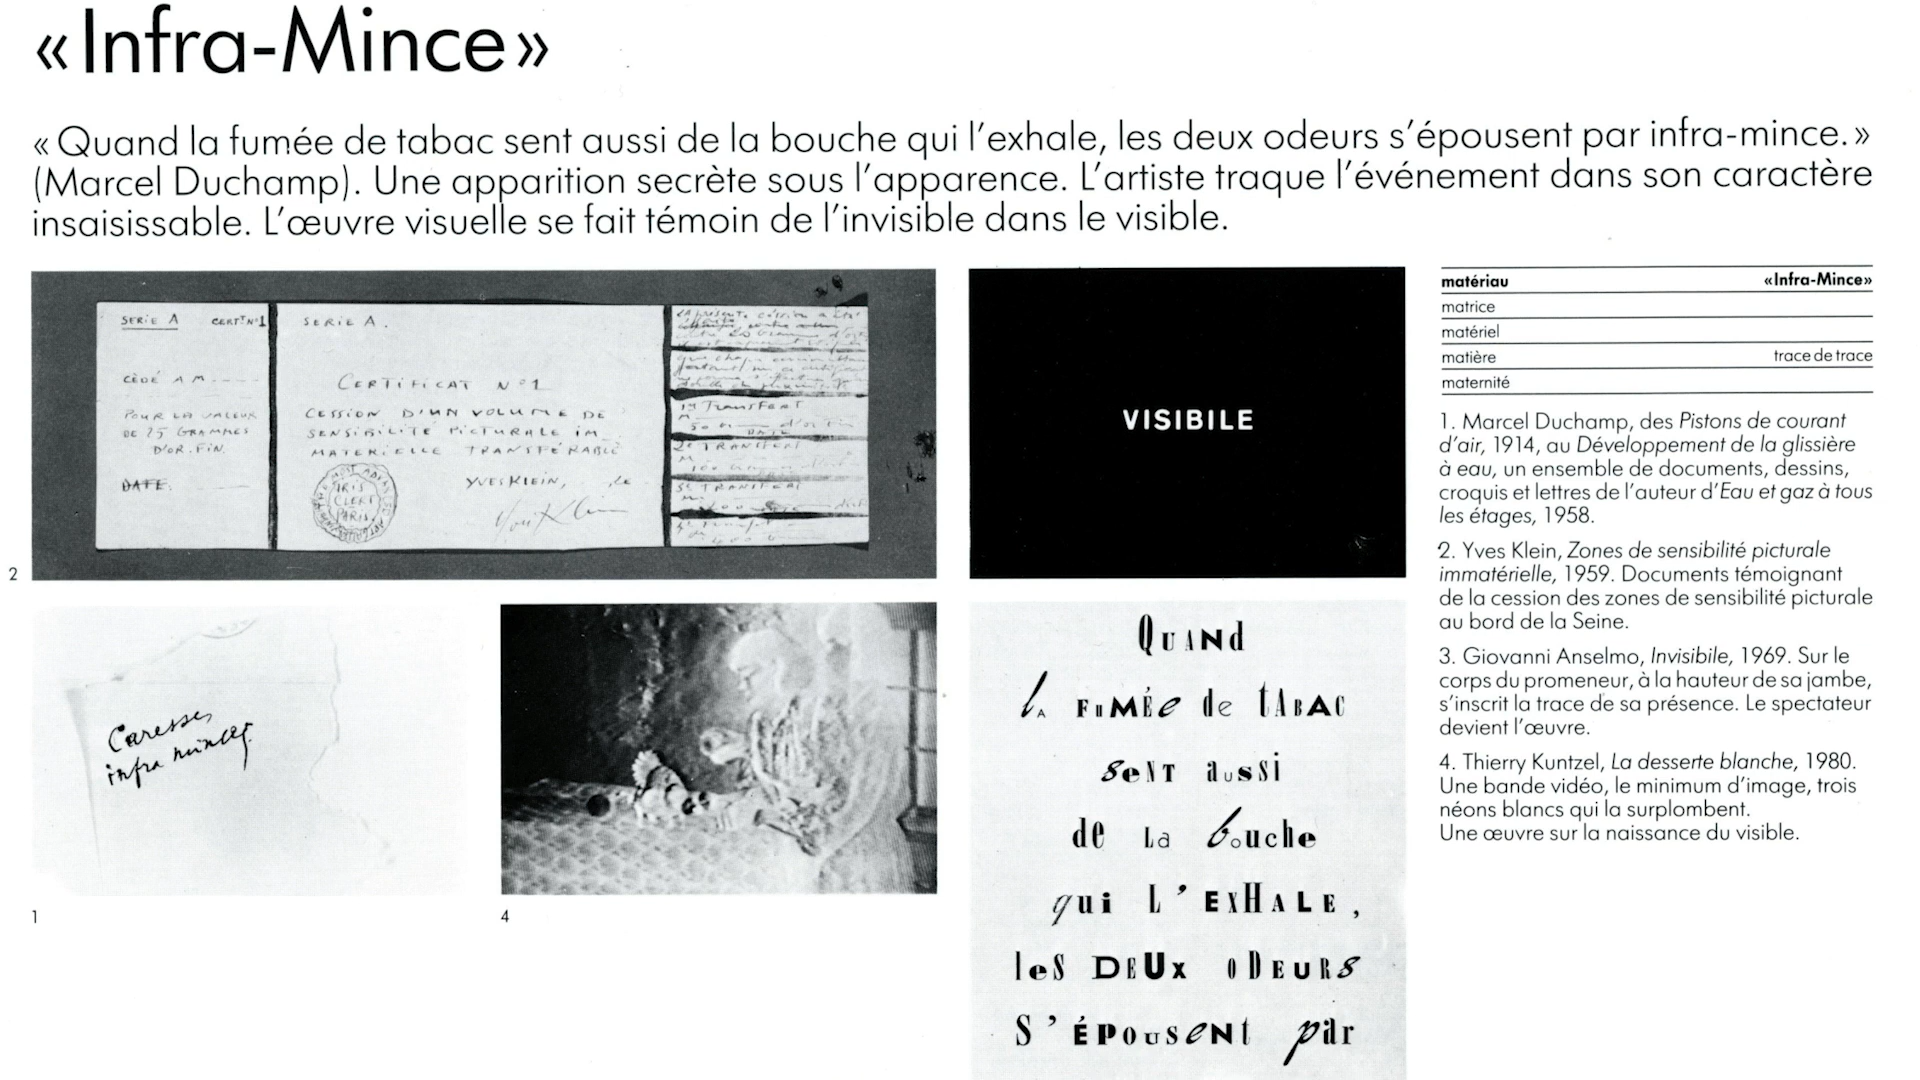 «Infra-Mince»
« Quand la fumée de tabac sent aussi de la bouche qui l'exhale, les deux odeurs s'épousent par infra-mince. »
(Marcel Duchamp). Une apparition secrète sous l'apparence. L'artiste traque l'événement dans son caractère
insaisissable. L'œuvre visuelle se fait témoin de l'invisible dans le visible.
SERIE A CERT.T N°1
CÈDÉ A M
POUR LA VALEUR
DE 25 GRAMMES
D'OR.FIN.
DATE:
SERIE A.
CERTIFICAT N°1
CESSION D'UN VOLUME DE
SENSIBILITÉ PICTURALE IM_
MATERIELLE TRANSFÉRABLE
IRIS
CLERT
PARIS.
YVES KLEIN, le
1er TRANSFERT
2e TRANSFERT
3e TRANSFERT
2
VISIBILE
Caresses
infra minces
1
4
QUAND
LA FUMÉE de tABAC
SENT aussi
de La bouche
qui L'EXHALE,
leS DEUX ODEURS
S'ÉPOUSENt pAr
matériau «Infra-Mince»
matrice
matériel
matière trace de trace
maternité
1. Marcel Duchamp, des Pistons de courant
d'air, 1914, au Développement de la glissière
à eau, un ensemble de documents, dessins,
croquis et lettres de l'auteur d'Eau et gaz à tous
les étages, 1958.
2. Yves Klein, Zones de sensibilité picturale
immatérielle, 1959. Documents témoignant
de la cession des zones de sensibilité picturale
au bord de la Seine.
3. Giovanni Anselmo, Invisibile, 1969. Sur le
corps du promeneur, à la hauteur de sa jambe,
s'inscrit la trace de sa présence. Le spectateur
devient l'œuvre.
4. Thierry Kuntzel, La desserte blanche, 1980.
Une bande vidéo, le minimum d'image, trois
néons blancs qui la surplombent.
Une œuvre sur la naissance du visible.